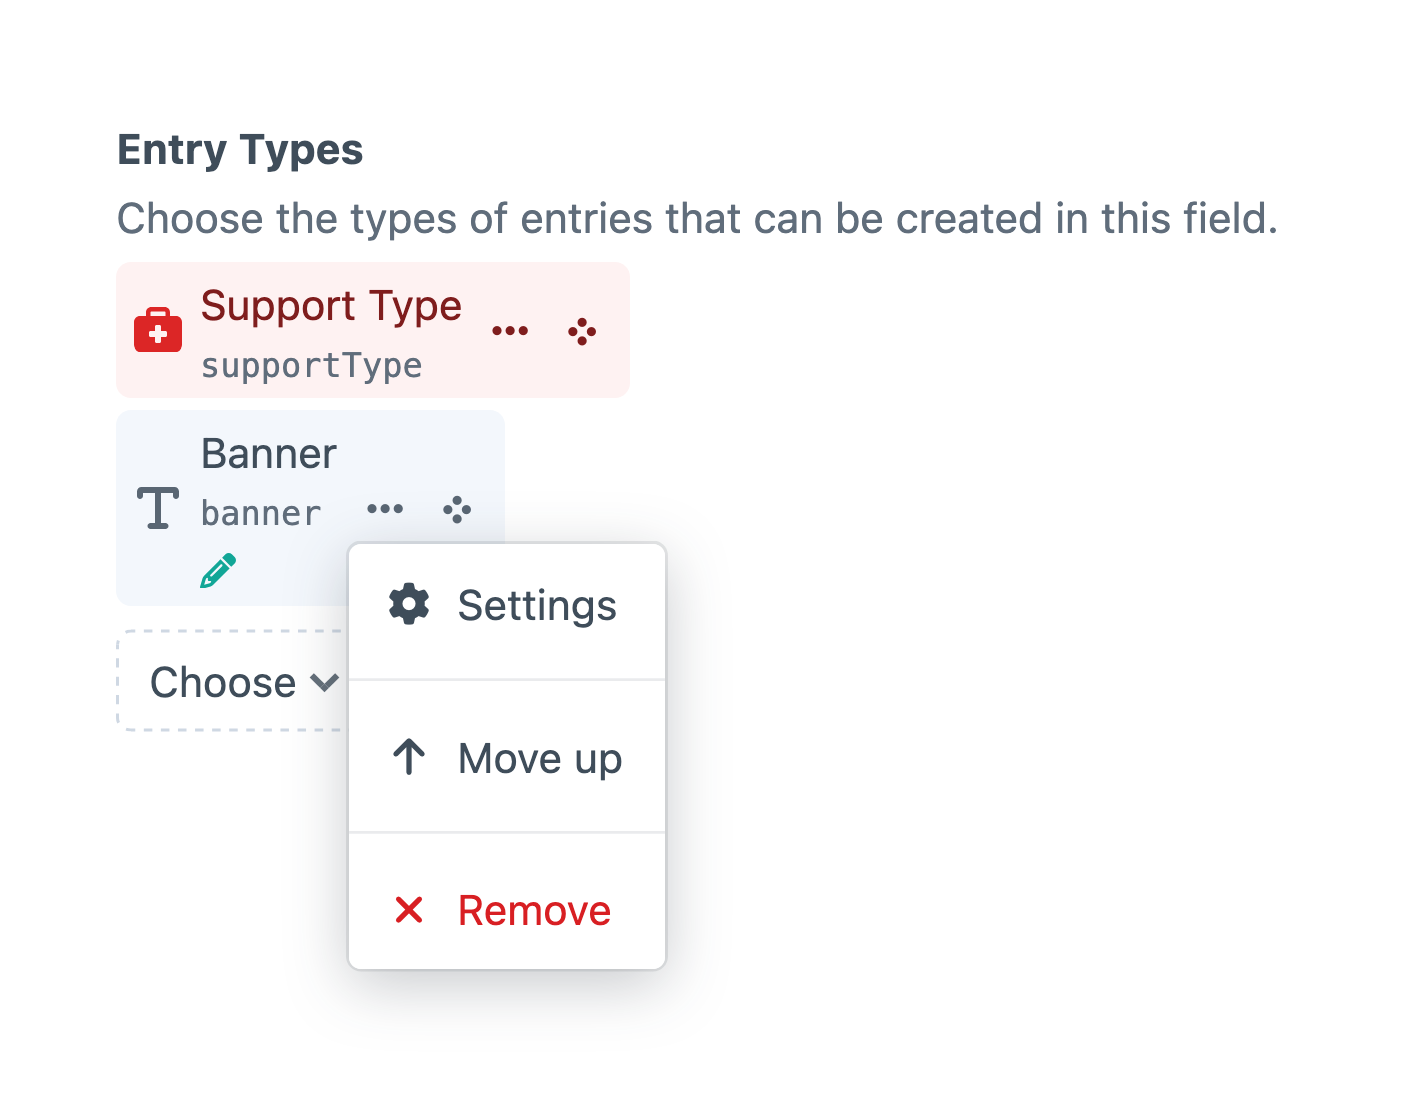 Entry Types
Choose the types of entries that can be created in this field.
Support Type
supportType
Banner
banner
Choose
Settings
Move up
Remove